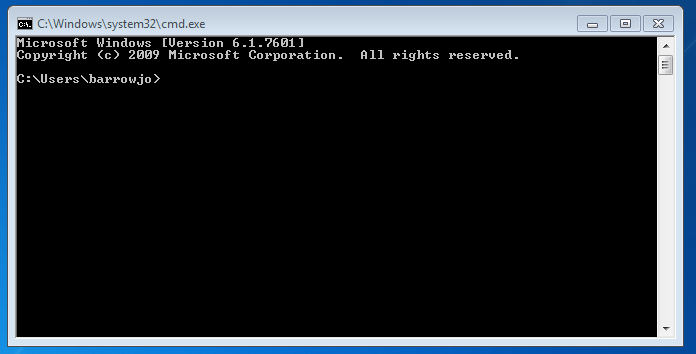 C:\Windows\system32\cmd.exe
Microsoft Windows [Version 6.1.7601]
Copyright (c) 2009 Microsoft Corporation.  All rights reserved.
C:\Users\barrowjo>